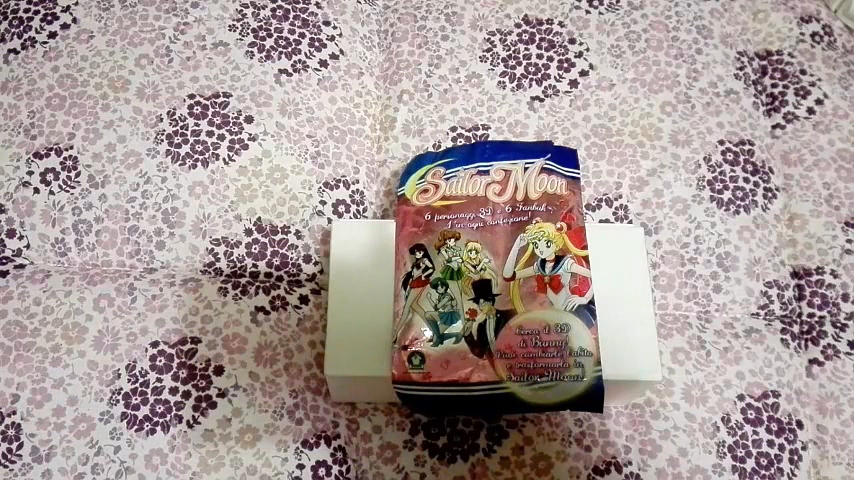 Sailor Moon
6 personaggi 3D e 6 Fanbuk
1 in ogni confezione!
Cerca il 3D
di Bunny!
Puoi cambiarle l'abito
e trasformarla in
Sailor Moon!